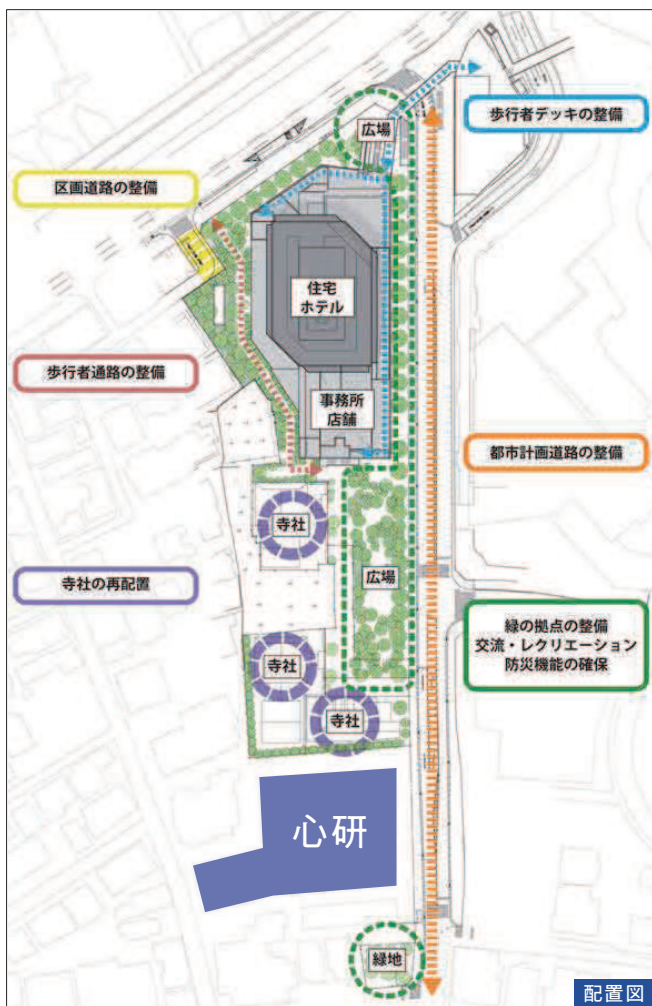 広場
歩行者デッキの整備
区画道路の整備
住宅
ホテル
歩行者通路の整備
事務所
店舗
都市計画道路の整備
寺社
寺社の再配置
広場
緑の拠点の整備
交流・レクリエーション
防災機能の確保
寺社
寺社
心研
緑地
配置図